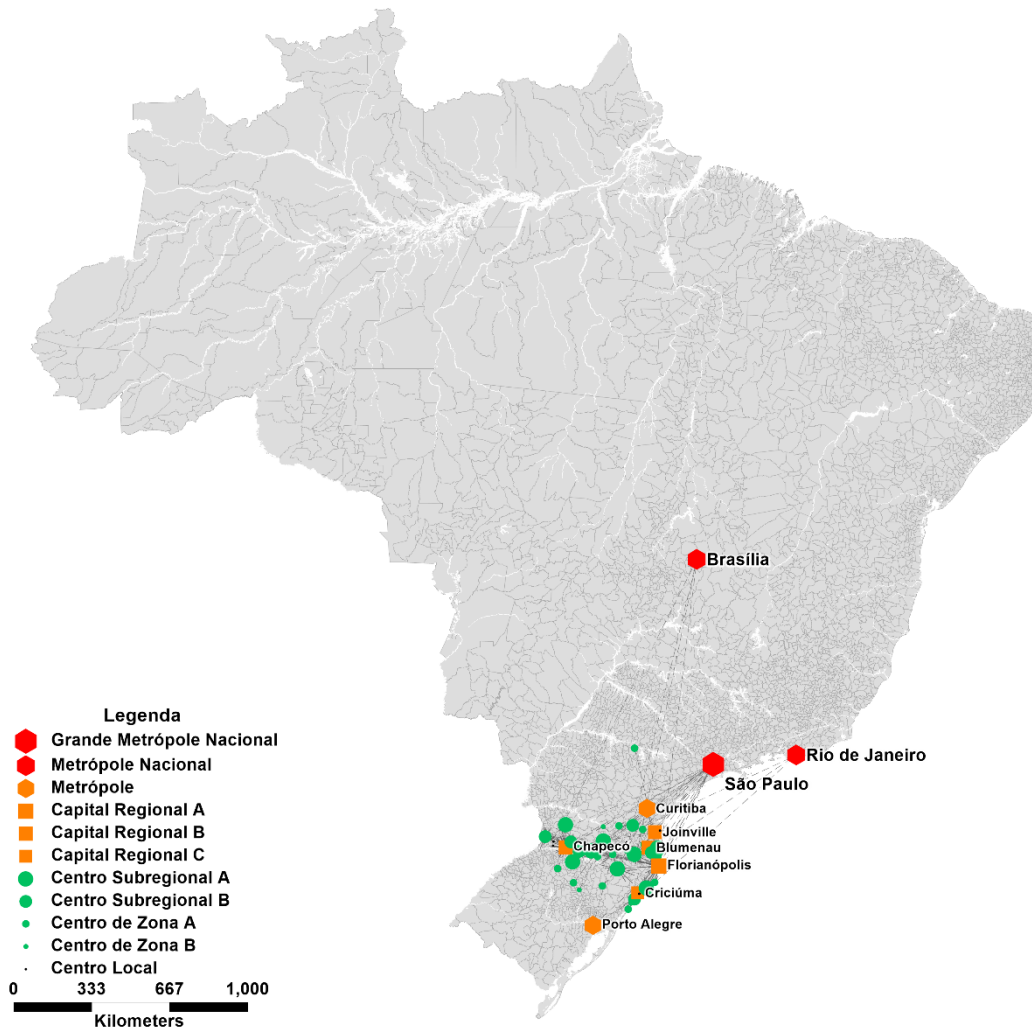 Brasília
Rio de Janeiro
São Paulo
Curitiba
Joinville
Blumenau
Chapecó
Florianópolis
Criciúma
Porto Alegre
Legenda
Grande Metrópole Nacional
Metrópole Nacional
Metrópole
Capital Regional A
Capital Regional B
Capital Regional C
Centro Subregional A
Centro Subregional B
Centro de Zona A
Centro de Zona B
Centro Local
0 333 667 1,000
Kilometers